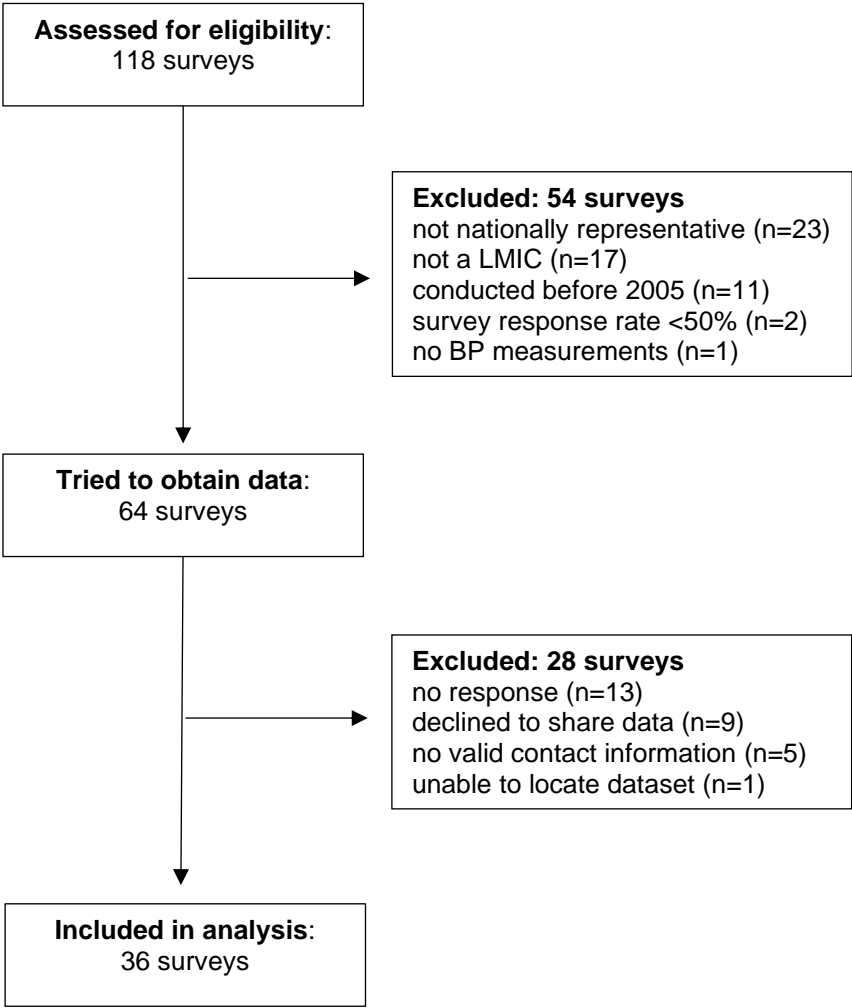 Assessed for eligibility:
118 surveys
Excluded: 54 surveys
not nationally representative (n=23)
not a LMIC (n=17)
conducted before 2005 (n=11)
survey response rate <50% (n=2)
no BP measurements (n=1)
Tried to obtain data:
64 surveys
Excluded: 28 surveys
no response (n=13)
declined to share data (n=9)
no valid contact information (n=5)
unable to locate dataset (n=1)
Included in analysis:
36 surveys